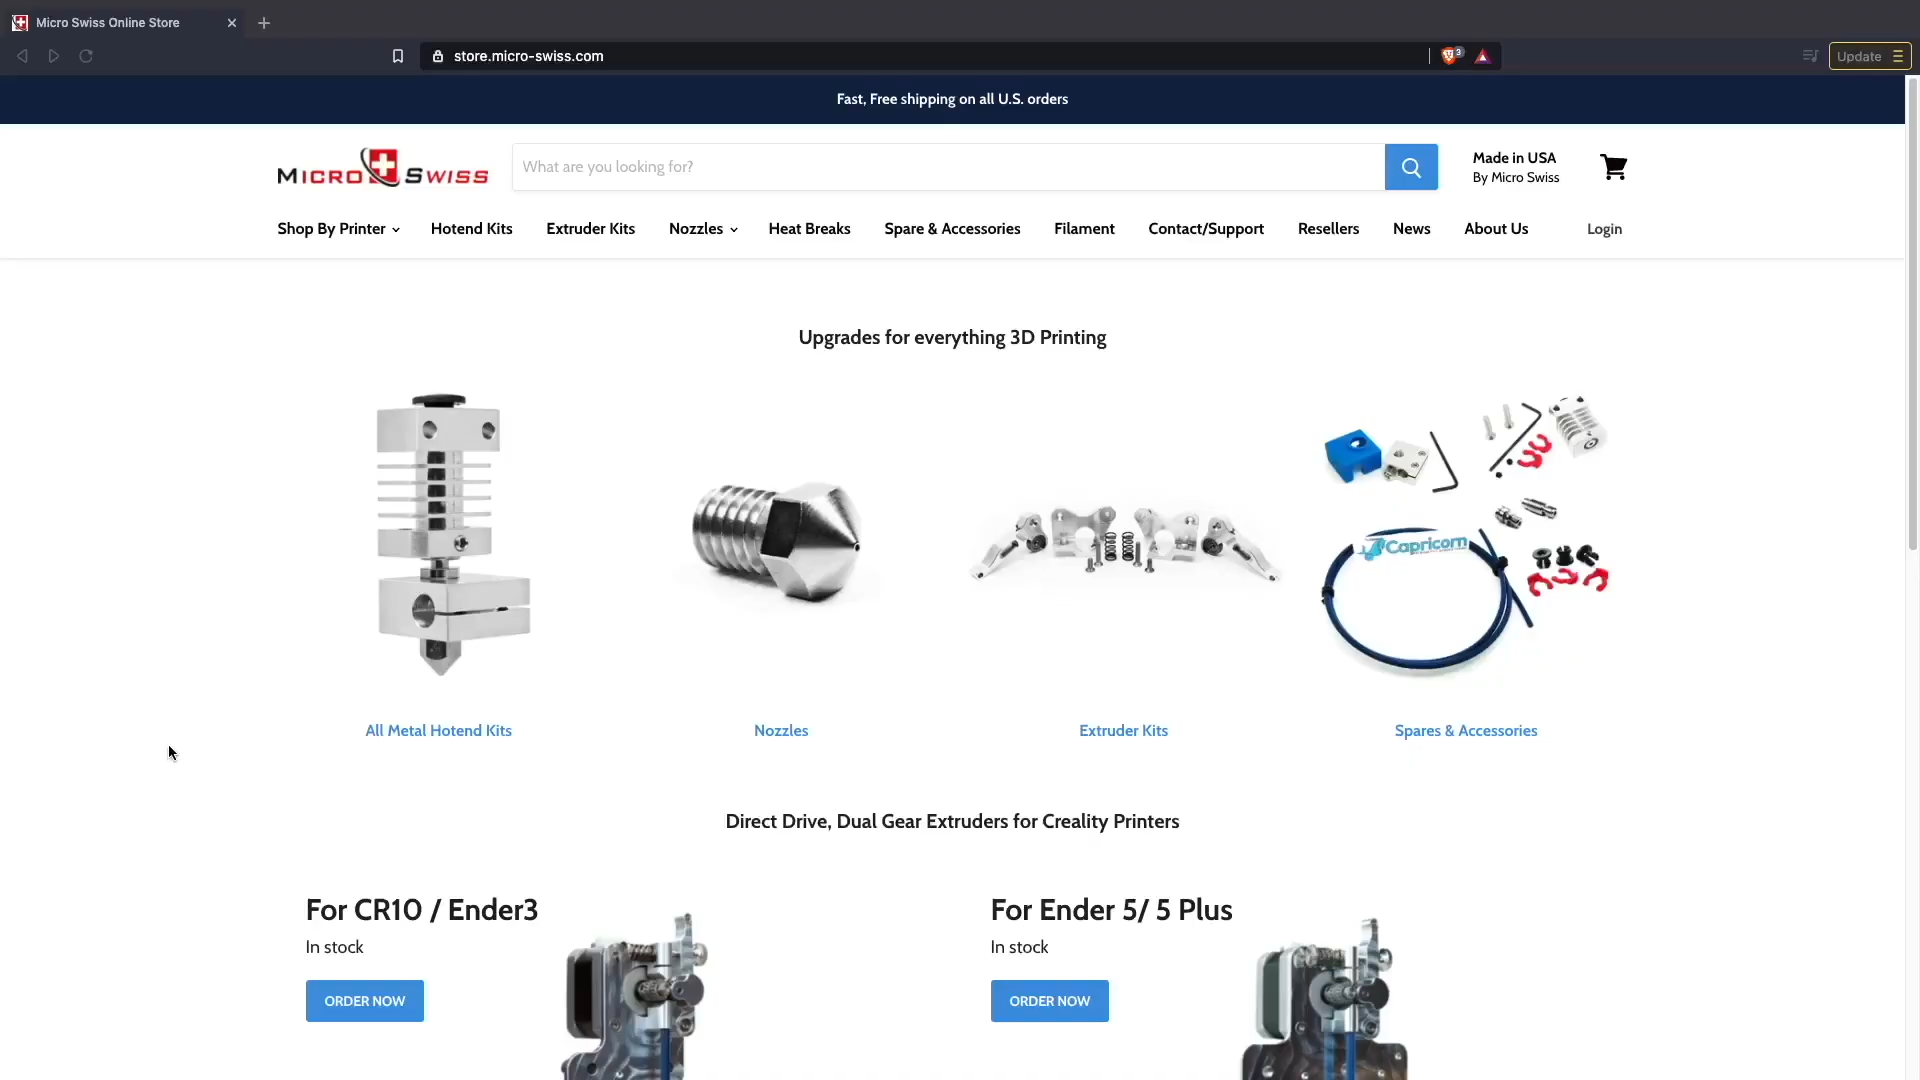 Micro Swiss Online Store
store.micro-swiss.com
3
Update
Fast, Free shipping on all U.S. orders
MICRO SWISS
What are you looking for?
Made in USA
By Micro Swiss
Shop By Printer
Hotend Kits
Extruder Kits
Nozzles
Heat Breaks
Spare & Accessories
Filament
Contact/Support
Resellers
News
About Us
Login
Upgrades for everything 3D Printing
Capricorn
All Metal Hotend Kits
Nozzles
Extruder Kits
Spares & Accessories
Direct Drive, Dual Gear Extruders for Creality Printers
For CR10 / Ender3
In stock
ORDER NOW
For Ender 5/ 5 Plus
In stock
ORDER NOW